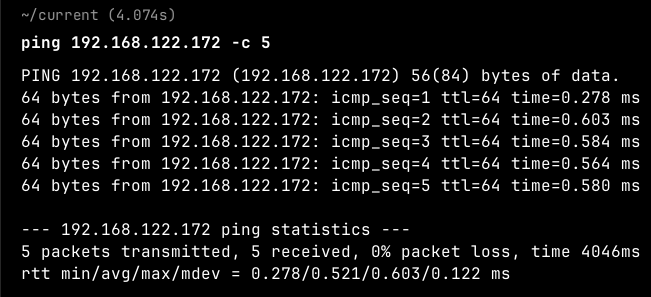 ~/current (4.074s)
ping 192.168.122.172 -c 5
PING 192.168.122.172 (192.168.122.172) 56(84) bytes of data.
64 bytes from 192.168.122.172: icmp_seq=1 ttl=64 time=0.278 ms
64 bytes from 192.168.122.172: icmp_seq=2 ttl=64 time=0.603 ms
64 bytes from 192.168.122.172: icmp_seq=3 ttl=64 time=0.584 ms
64 bytes from 192.168.122.172: icmp_seq=4 ttl=64 time=0.564 ms
64 bytes from 192.168.122.172: icmp_seq=5 ttl=64 time=0.580 ms
--- 192.168.122.172 ping statistics ---
5 packets transmitted, 5 received, 0% packet loss, time 4046ms
rtt min/avg/max/mdev = 0.278/0.521/0.603/0.122 ms